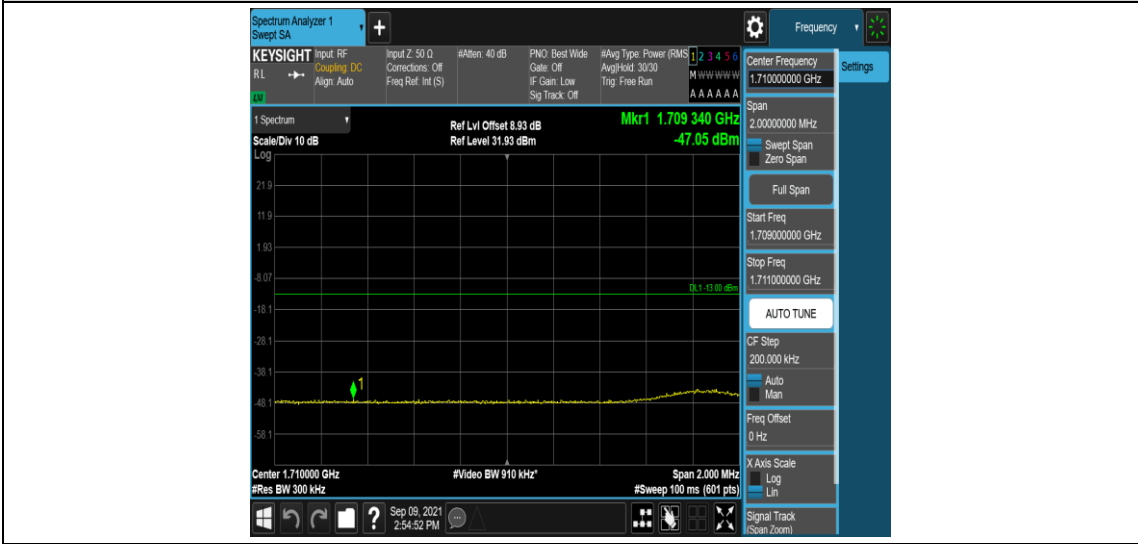 Spectrum Analyzer 1
Swept SA
+
Frequency
KEYSIGHT
RL
LNI
Input: RF
Coupling: DC
Align: Auto
Input Z: 50 Ω
Corrections: Off
Freq Ref: Int (S)
#Atten: 40 dB
PNO: Best Wide
Gate: Off
IF Gain: Low
Sig Track: Off
#Avg Type: Power (RMS
Avg|Hold: 30/30
Trig: Free Run
1 2 3 4 5 6
M W W W W W
A A A A A A
1 Spectrum
Scale/Div 10 dB
Ref Lvl Offset 8.93 dB
Ref Level 31.93 dBm
Mkr1 1.709 340 GHz
-47.05 dBm
Log
21.9
11.9
1.93
-8.07
-18.1
-28.1
-38.1
-48.1
-58.1
DL1 -13.00 dBm
1
Center 1.710000 GHz
#Res BW 300 kHz
#Video BW 910 kHz*
Span 2.000 MHz
#Sweep 100 ms (601 pts)
Center Frequency
1.710000000 GHz
Settings
Span
2.00000000 MHz
Swept Span
Zero Span
Full Span
Start Freq
1.709000000 GHz
Stop Freq
1.711000000 GHz
AUTO TUNE
CF Step
200.000 kHz
Auto
Man
Freq Offset
0 Hz
X Axis Scale
Log
Lin
Signal Track
(Span Zoom)
?
Sep 09, 2021
2:54:52 PM